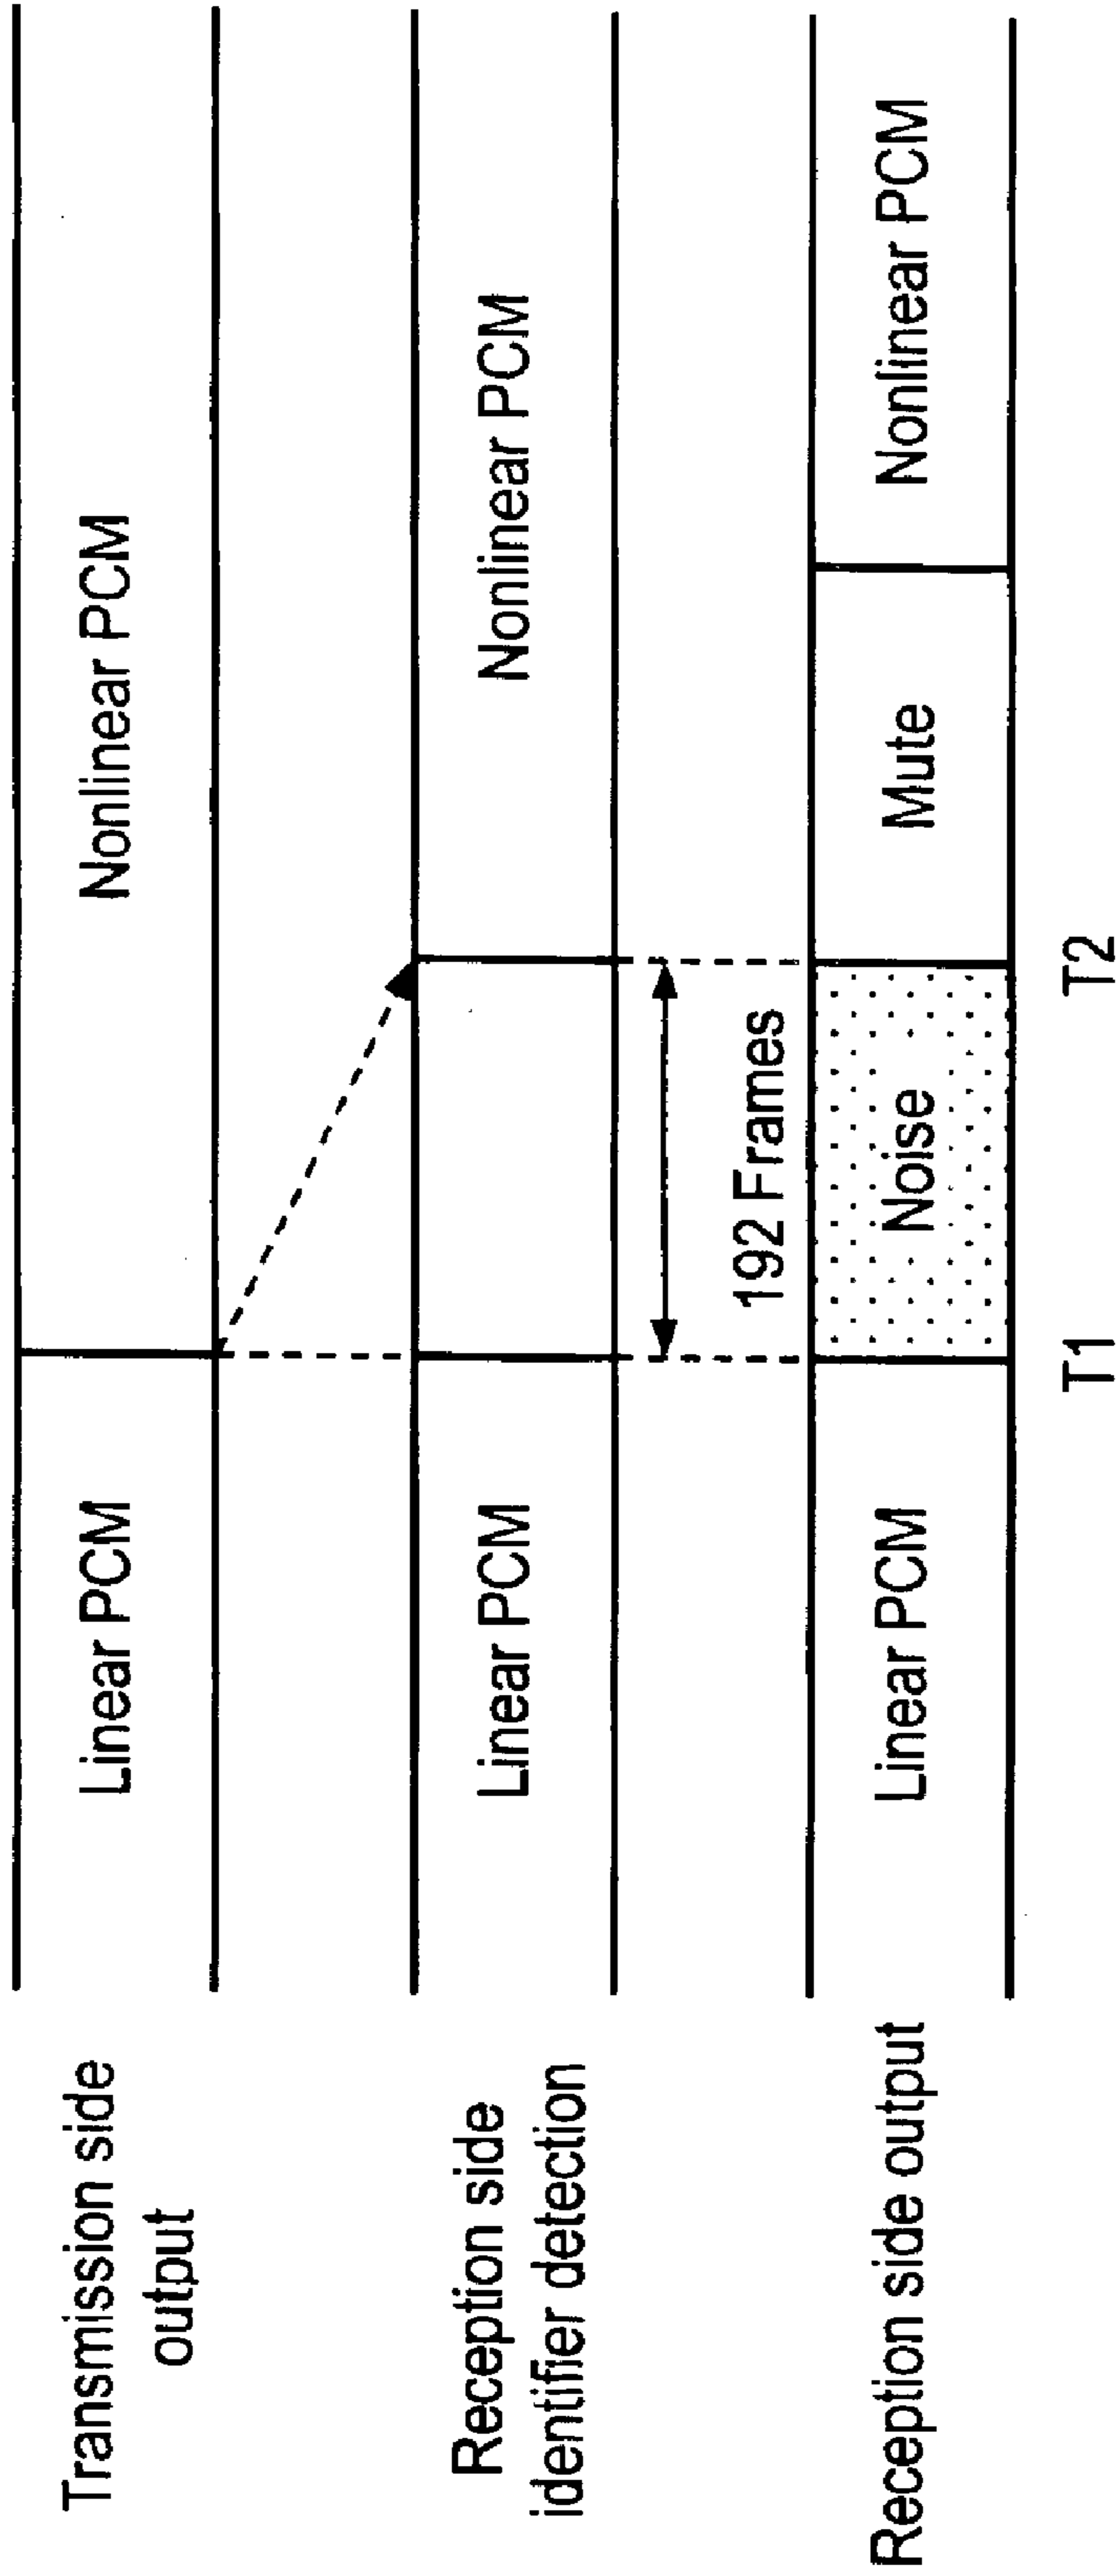 Transmission side
output
Linear PCM
Nonlinear PCM
Reception side
identifier detection
Linear PCM
Nonlinear PCM
192 Frames
Reception side output
Linear PCM
Noise
Mute
Nonlinear PCM
T1
T2